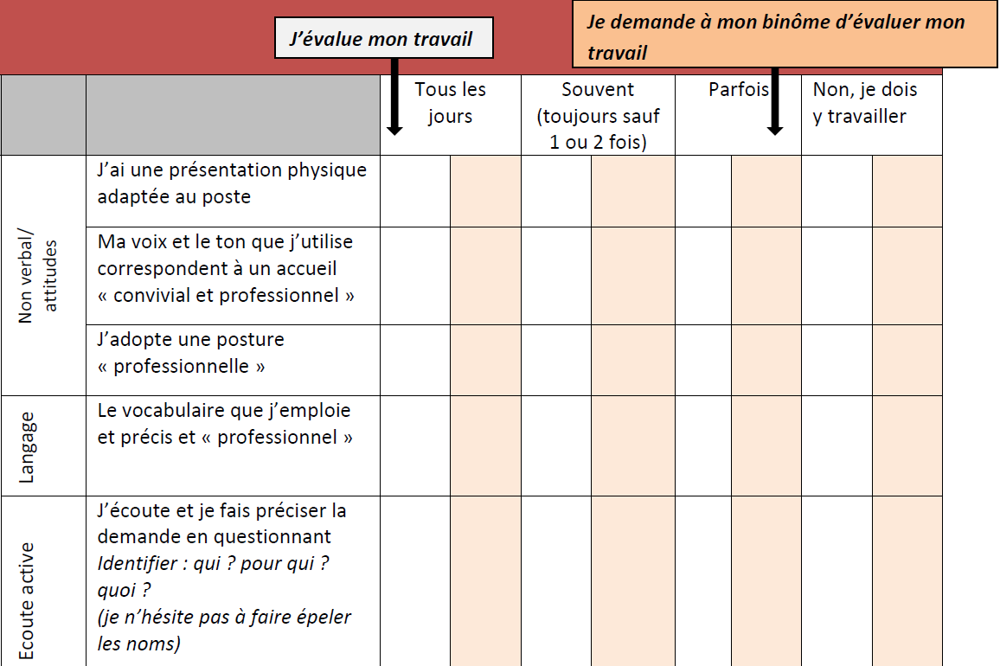 J’évalue mon travail
Je demande à mon binôme d’évaluer mon
travail
Tous les
jours
Souvent
(toujours sauf
1 ou 2 fois)
Parfois
Non, je dois
y travailler
Non verbal/
attitudes
J’ai une présentation physique
adaptée au poste
Ma voix et le ton que j’utilise
correspondent à un accueil
« convivial et professionnel »
J’adopte une posture
« professionnelle »
Langage
Le vocabulaire que j’emploie
et précis et « professionnel »
Ecoute active
J’écoute et je fais préciser la
demande en questionnant
Identifier : qui ? pour qui ?
quoi ?
(je n’hésite pas à faire épeler
les noms)